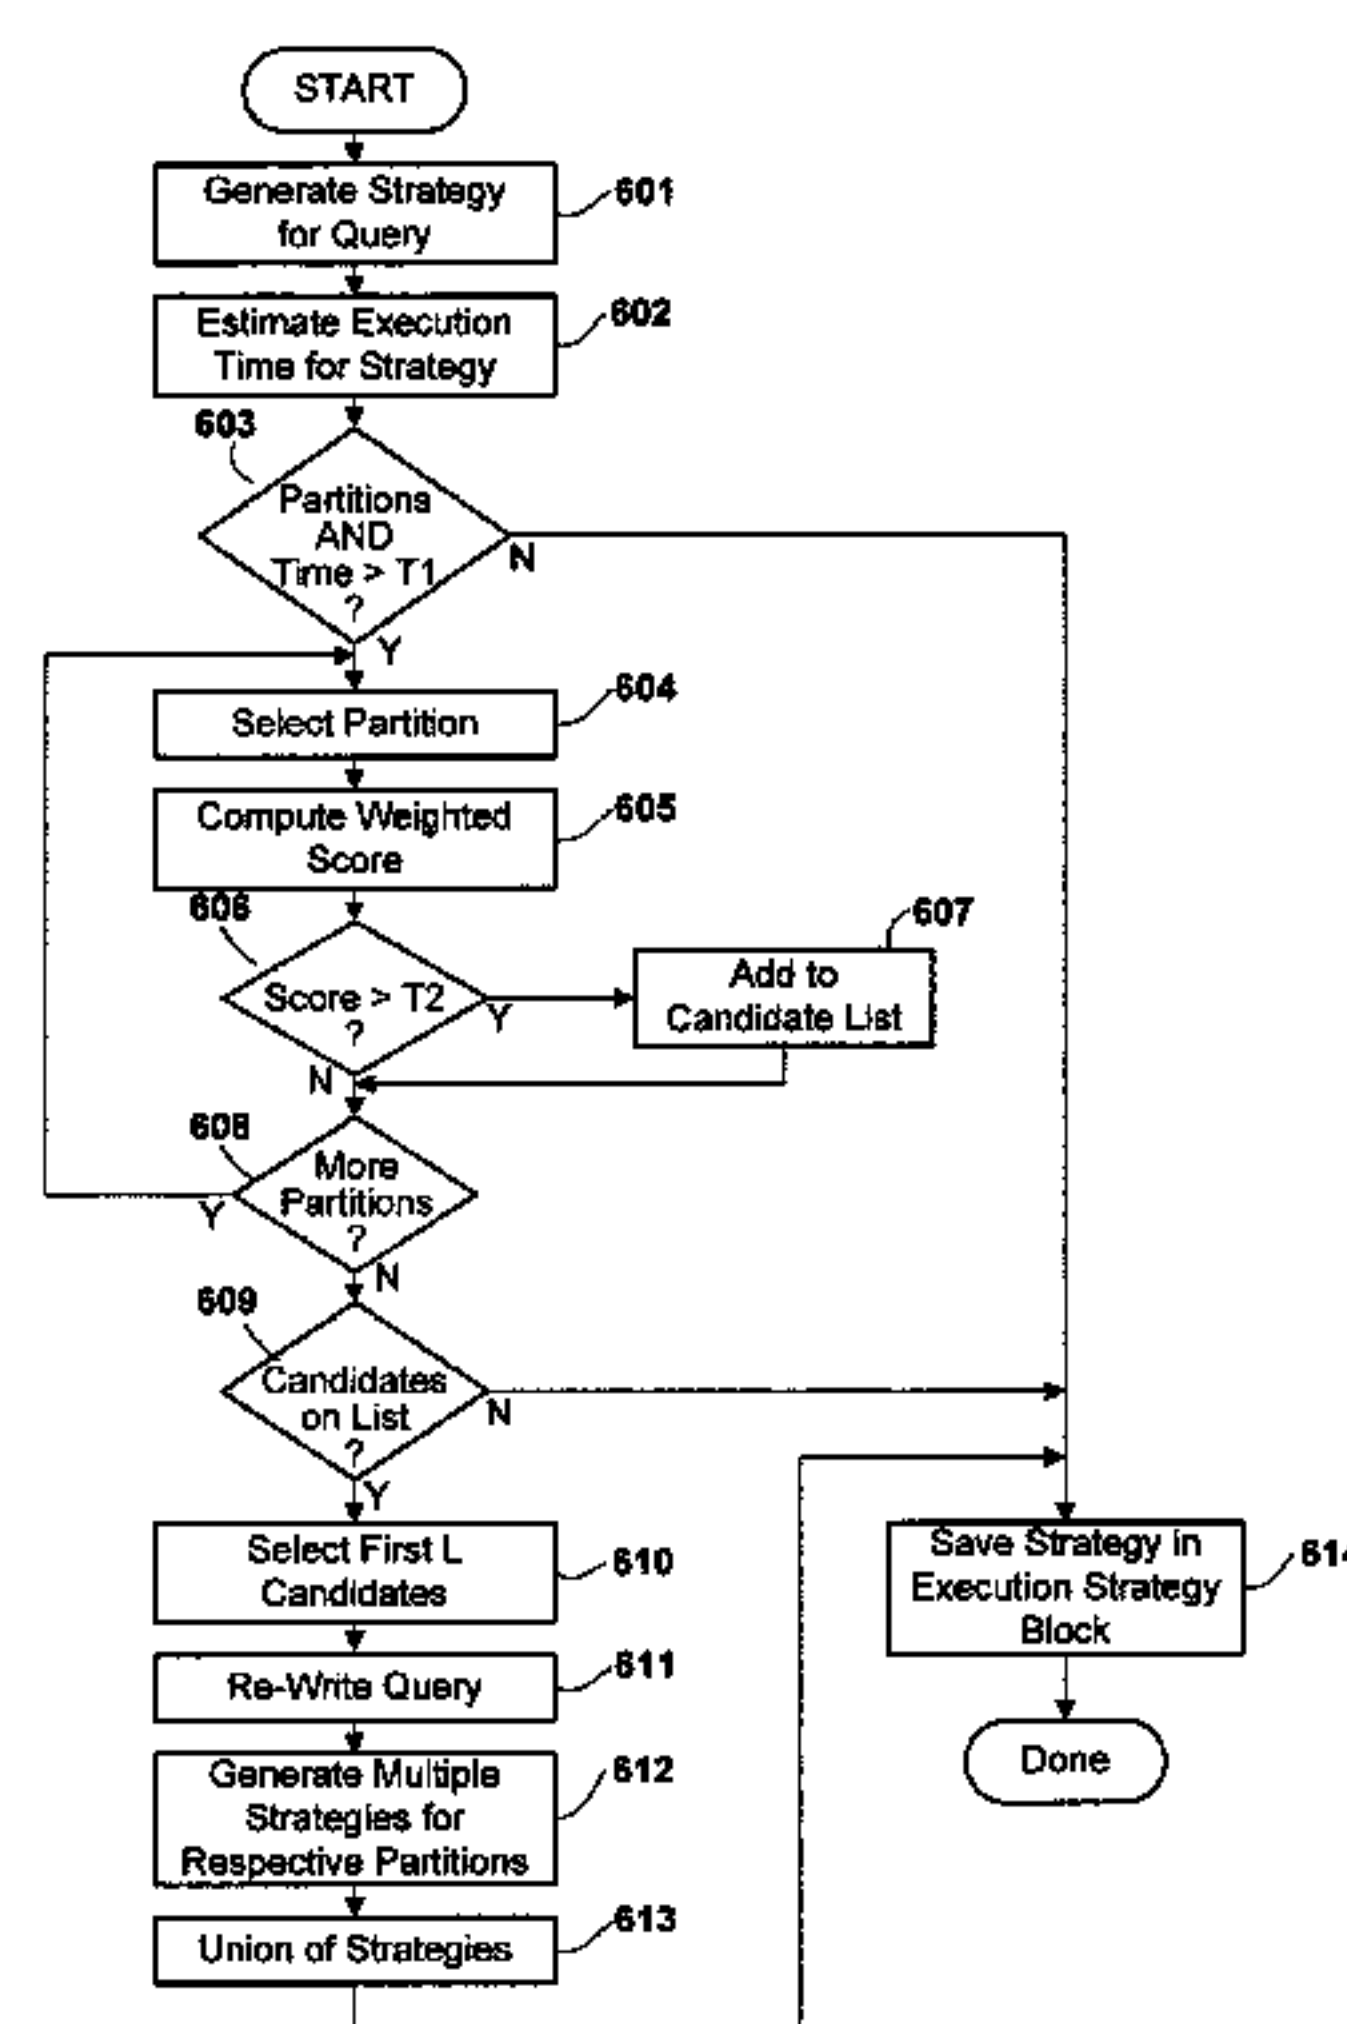 START
Generate Strategy
for Query
601
Estimate Execution
Time for Strategy
602
603
Partitions
AND
Time > T1
?
N
Y
Select Partition
604
Compute Weighted
Score
605
606
Score > T2
?
Y
N
Add to
Candidate List
607
608
More
Partitions
?
Y
N
609
Candidates
on List
?
N
Y
Select First L
Candidates
610
Re-Write Query
611
Generate Multiple
Strategies for
Respective Partitions
612
Union of Strategies
613
Save Strategy in
Execution Strategy
Block
614
Done